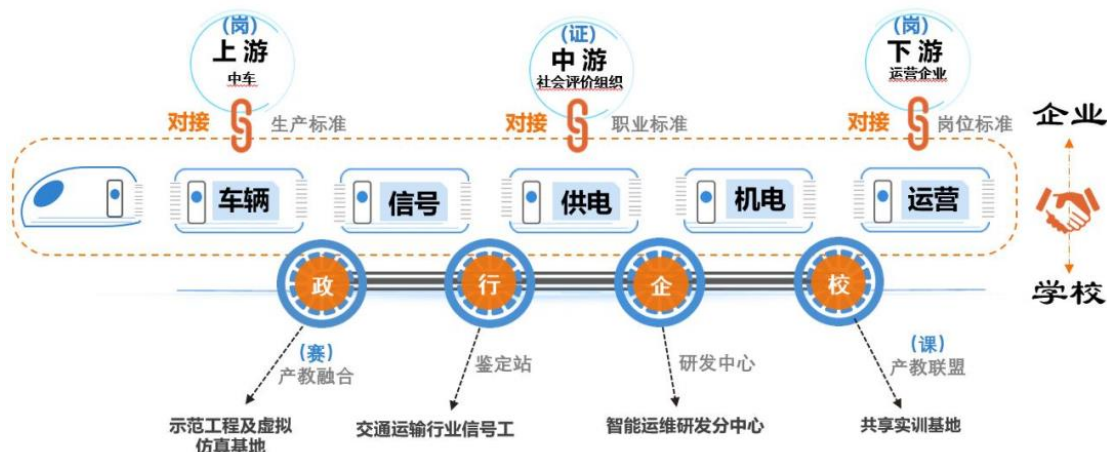 (岗)
上游
中车
(证)
中游
社会评价组织
(岗)
下游
运营企业
对接
生产标准
对接
职业标准
对接
岗位标准
企业
车辆
信号
供电
机电
运营
学校
政
行
企
校
(赛)
产教融合
鉴定站
研发中心
(课)
产教联盟
示范工程及虚拟
仿真基地
交通运输行业信号工
智能运维研发分中心
共享实训基地